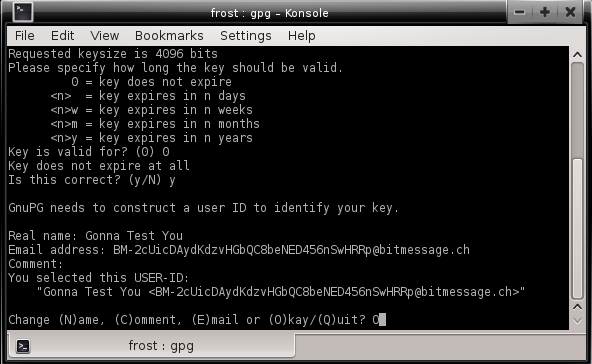 frost : gpg – Konsole
File Edit View Bookmarks Settings Help
Requested keysize is 4096 bits
Please specify how long the key should be valid.
0 = key does not expire
<n>  = key expires in n days
<n>w = key expires in n weeks
<n>m = key expires in n months
<n>y = key expires in n years
Key is valid for? (0) 0
Key does not expire at all
Is this correct? (y/N) y
GnuPG needs to construct a user ID to identify your key.
Real name: Gonna Test You
Email address: BM-2cUicDAydKdzvHGbQC8beNED456nSwHRRp@bitmessage.ch
Comment:
You selected this USER-ID:
"Gonna Test You <BM-2cUicDAydKdzvHGbQC8beNED456nSwHRRp@bitmessage.ch>"
Change (N)ame, (C)omment, (E)mail or (O)kay/(Q)uit? O
frost : gpg